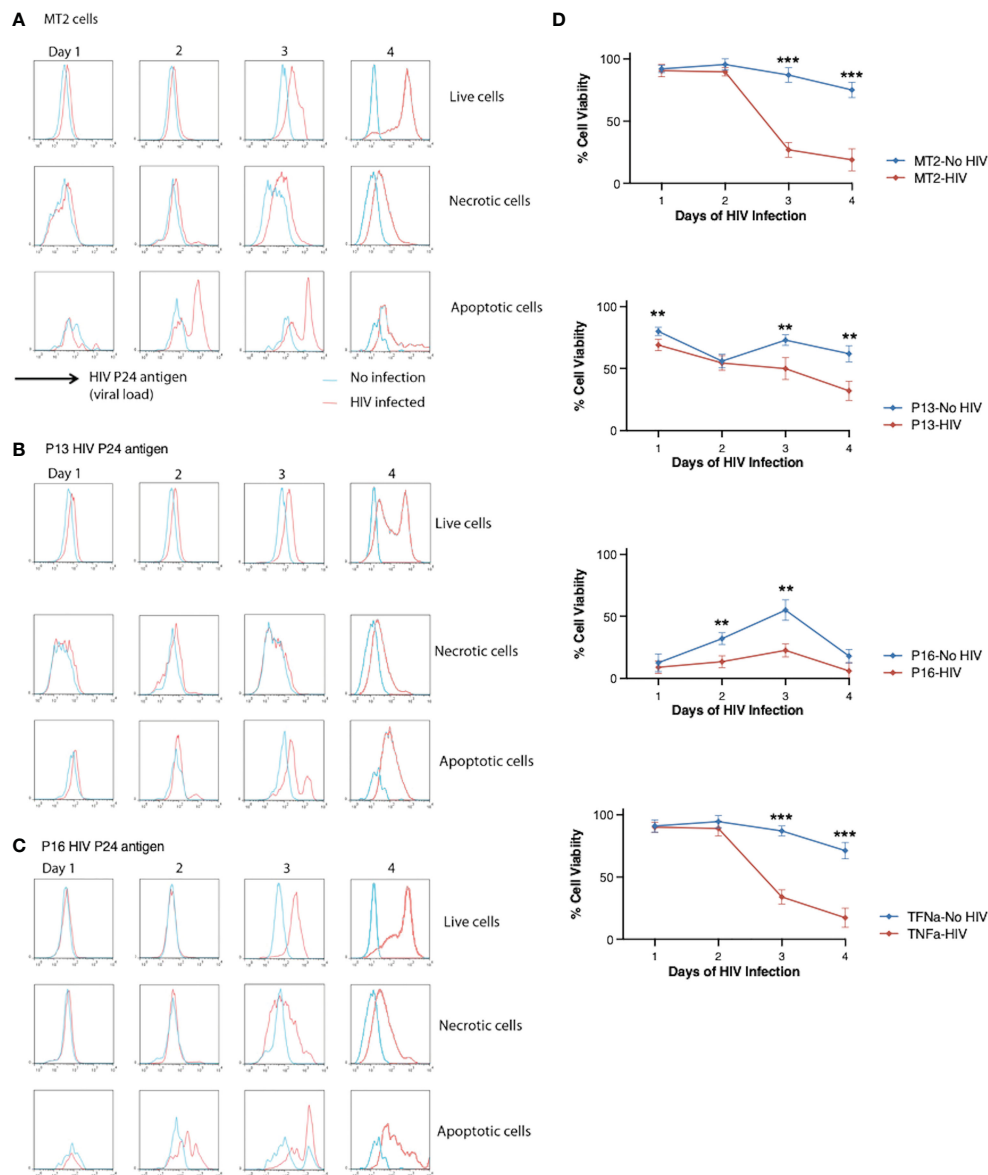 A
MT2 cells
Day 1 2 3 4
Live cells
Necrotic cells
Apoptotic cells
HIV P24 antigen
(viral load)
No infection
HIV infected
B
P13 HIV P24 antigen
Day 1 2 3 4
Live cells
Necrotic cells
Apoptotic cells
C
P16 HIV P24 antigen
Day 1 2 3 4
Live cells
Necrotic cells
Apoptotic cells
D
100
50
0
% Cell Viability
*** ***
1 2 3 4
Days of HIV Infection
MT2-No HIV
MT2-HIV
100
50
0
% Cell Viability
** ** **
1 2 3 4
Days of HIV Infection
P13-No HIV
P13-HIV
100
50
0
% Cell Viability
** **
1 2 3 4
Days of HIV Infection
P16-No HIV
P16-HIV
100
50
0
% Cell Viability
*** ***
1 2 3 4
Days of HIV Infection
TFNa-No HIV
TNFa-HIV